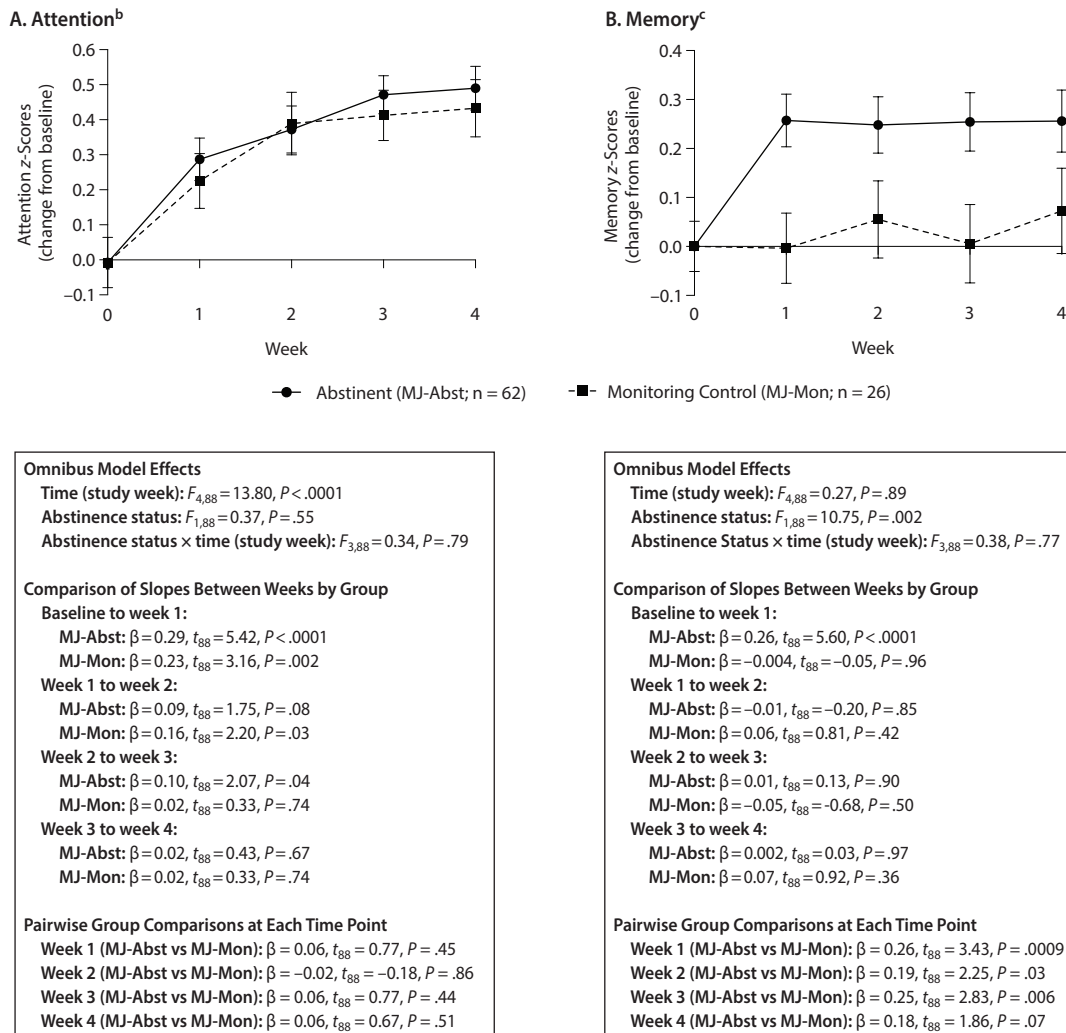 A. Attentionᵇ
0.6
0.5
0.4
0.3
0.2
0.1
0.0
–0.1
Attention z-Scores
(change from baseline)
0 1 2 3 4
Week
B. Memoryᶜ
0.4
0.3
0.2
0.1
0.0
–0.1
Memory z-Scores
(change from baseline)
0 1 2 3 4
Week
Abstinent (MJ-Abst; n = 62) Monitoring Control (MJ-Mon; n = 26)
Omnibus Model Effects
Time (study week): F₄,₈₈ = 13.80, P < .0001
Abstinence status: F₁,₈₈ = 0.37, P = .55
Abstinence status × time (study week): F₃,₈₈ = 0.34, P = .79
Comparison of Slopes Between Weeks by Group
Baseline to week 1:
MJ-Abst: β = 0.29, t₈₈ = 5.42, P < .0001
MJ-Mon: β = 0.23, t₈₈ = 3.16, P = .002
Week 1 to week 2:
MJ-Abst: β = 0.09, t₈₈ = 1.75, P = .08
MJ-Mon: β = 0.16, t₈₈ = 2.20, P = .03
Week 2 to week 3:
MJ-Abst: β = 0.10, t₈₈ = 2.07, P = .04
MJ-Mon: β = 0.02, t₈₈ = 0.33, P = .74
Week 3 to week 4:
MJ-Abst: β = 0.02, t₈₈ = 0.43, P = .67
MJ-Mon: β = 0.02, t₈₈ = 0.33, P = .74
Pairwise Group Comparisons at Each Time Point
Week 1 (MJ-Abst vs MJ-Mon): β = 0.06, t₈₈ = 0.77, P = .45
Week 2 (MJ-Abst vs MJ-Mon): β = –0.02, t₈₈ = –0.18, P = .86
Week 3 (MJ-Abst vs MJ-Mon): β = 0.06, t₈₈ = 0.77, P = .44
Week 4 (MJ-Abst vs MJ-Mon): β = 0.06, t₈₈ = 0.67, P = .51
Omnibus Model Effects
Time (study week): F₄,₈₈ = 0.27, P = .89
Abstinence status: F₁,₈₈ = 10.75, P = .002
Abstinence Status × time (study week): F₃,₈₈ = 0.38, P = .77
Comparison of Slopes Between Weeks by Group
Baseline to week 1:
MJ-Abst: β = 0.26, t₈₈ = 5.60, P < .0001
MJ-Mon: β = –0.004, t₈₈ = –0.05, P = .96
Week 1 to week 2:
MJ-Abst: β = –0.01, t₈₈ = –0.20, P = .85
MJ-Mon: β = 0.06, t₈₈ = 0.81, P = .42
Week 2 to week 3:
MJ-Abst: β = 0.01, t₈₈ = 0.13, P = .90
MJ-Mon: β = –0.05, t₈₈ = -0.68, P = .50
Week 3 to week 4:
MJ-Abst: β = 0.002, t₈₈ = 0.03, P = .97
MJ-Mon: β = 0.07, t₈₈ = 0.92, P = .36
Pairwise Group Comparisons at Each Time Point
Week 1 (MJ-Abst vs MJ-Mon): β = 0.26, t₈₈ = 3.43, P = .0009
Week 2 (MJ-Abst vs MJ-Mon): β = 0.19, t₈₈ = 2.25, P = .03
Week 3 (MJ-Abst vs MJ-Mon): β = 0.25, t₈₈ = 2.83, P = .006
Week 4 (MJ-Abst vs MJ-Mon): β = 0.18, t₈₈ = 1.86, P = .07